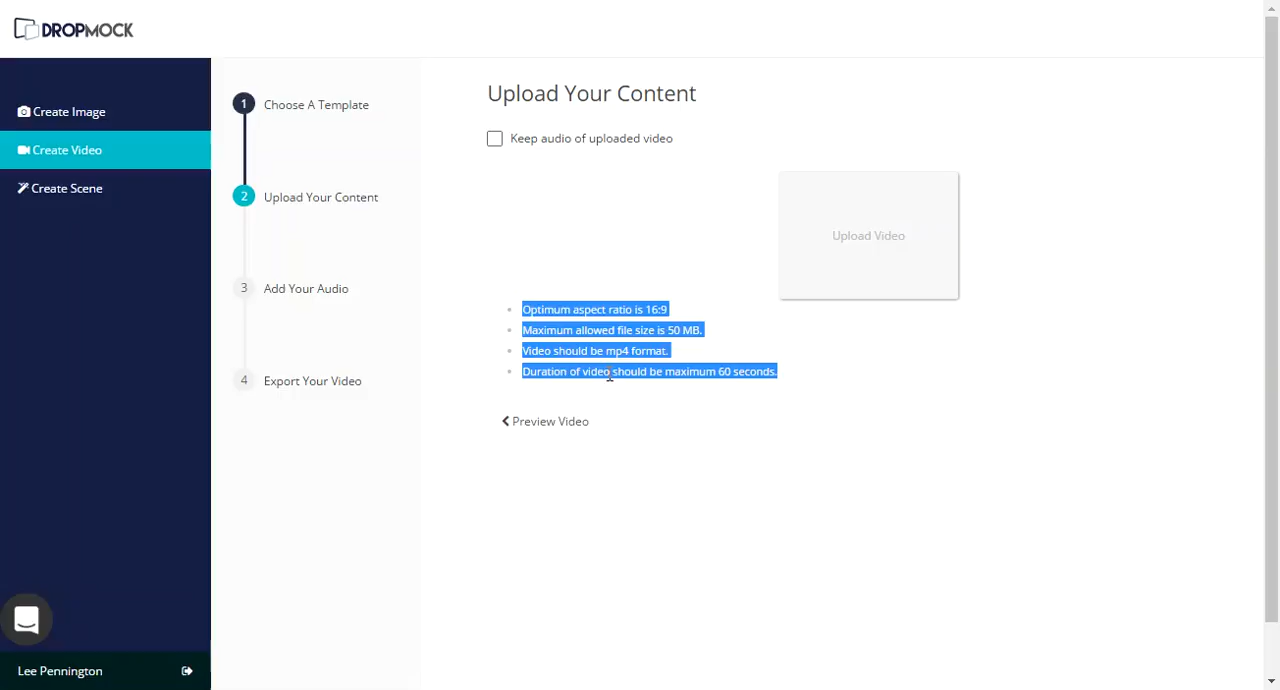 DROPMOCK
Create Image
Create Video
Create Scene
Lee Pennington
1 Choose A Template
2 Upload Your Content
3 Add Your Audio
4 Export Your Video
Upload Your Content
Keep audio of uploaded video
Upload Video
Optimum aspect ratio is 16:9
Maximum allowed file size is 50 MB.
Video should be mp4 format.
Duration of video should be maximum 60 seconds.
Preview Video